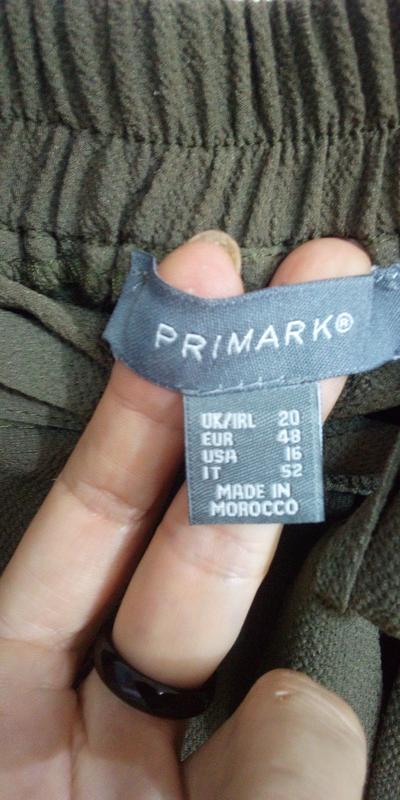 PRIMARK®
UK/IRL 20
EUR 48
USA 16
IT 52
MADE IN
MOROCCO